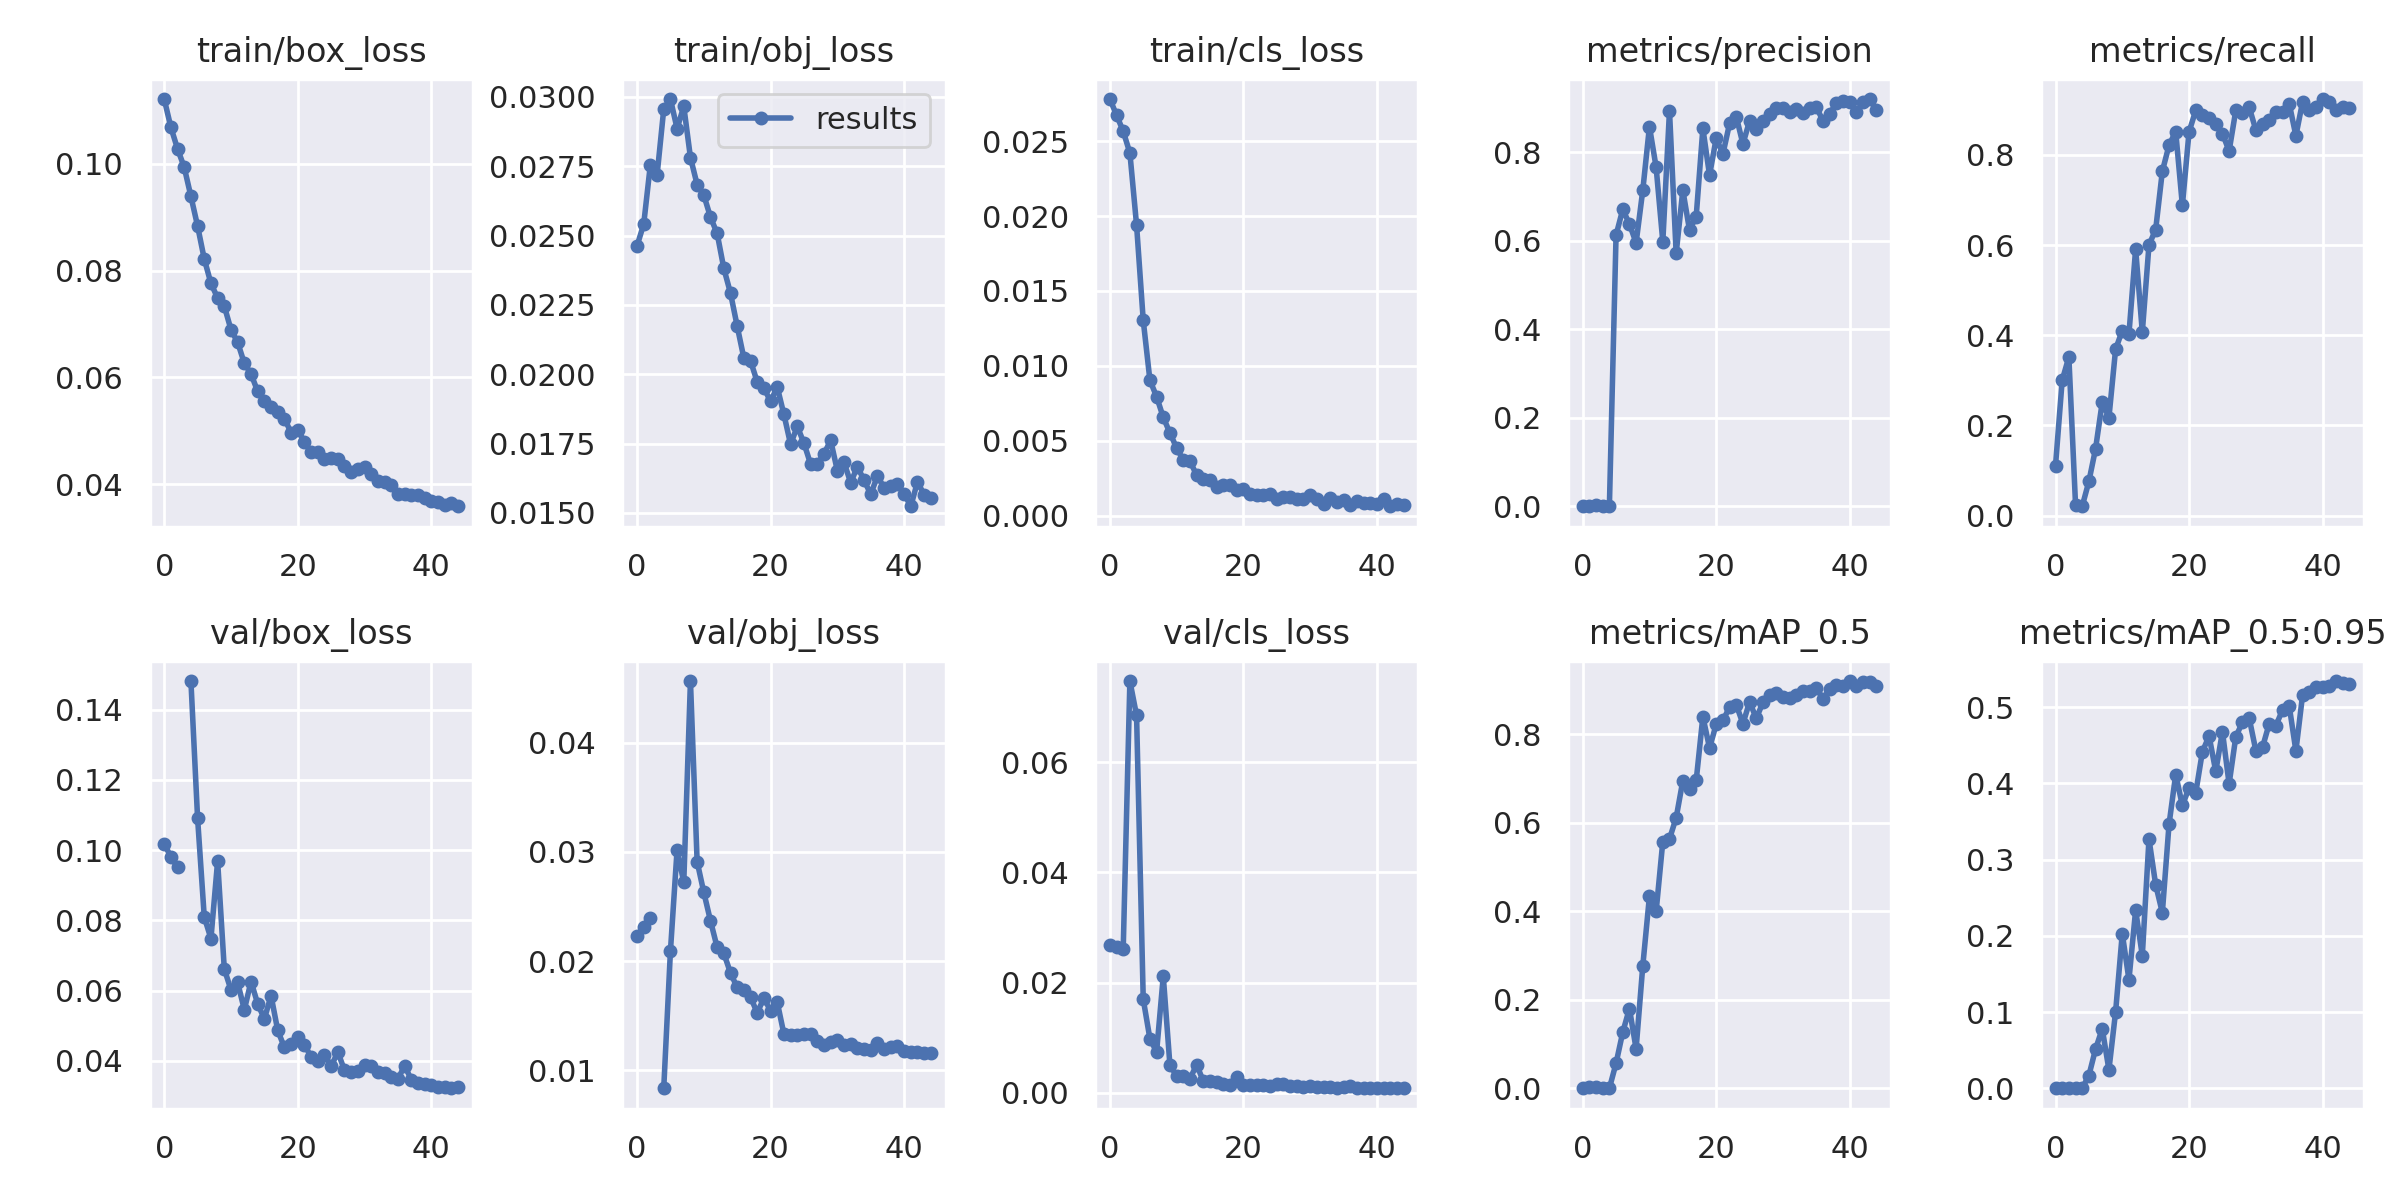 train/box_loss
0.10
0.08
0.06
0.04
0 20 40
train/obj_loss
results
0.0300
0.0275
0.0250
0.0225
0.0200
0.0175
0.0150
0 20 40
train/cls_loss
0.025
0.020
0.015
0.010
0.005
0.000
0 20 40
metrics/precision
0.8
0.6
0.4
0.2
0.0
0 20 40
metrics/recall
0.8
0.6
0.4
0.2
0.0
0 20 40
val/box_loss
0.14
0.12
0.10
0.08
0.06
0.04
0 20 40
val/obj_loss
0.04
0.03
0.02
0.01
0 20 40
val/cls_loss
0.06
0.04
0.02
0.00
0 20 40
metrics/mAP_0.5
0.8
0.6
0.4
0.2
0.0
0 20 40
metrics/mAP_0.5:0.95
0.5
0.4
0.3
0.2
0.1
0.0
0 20 40